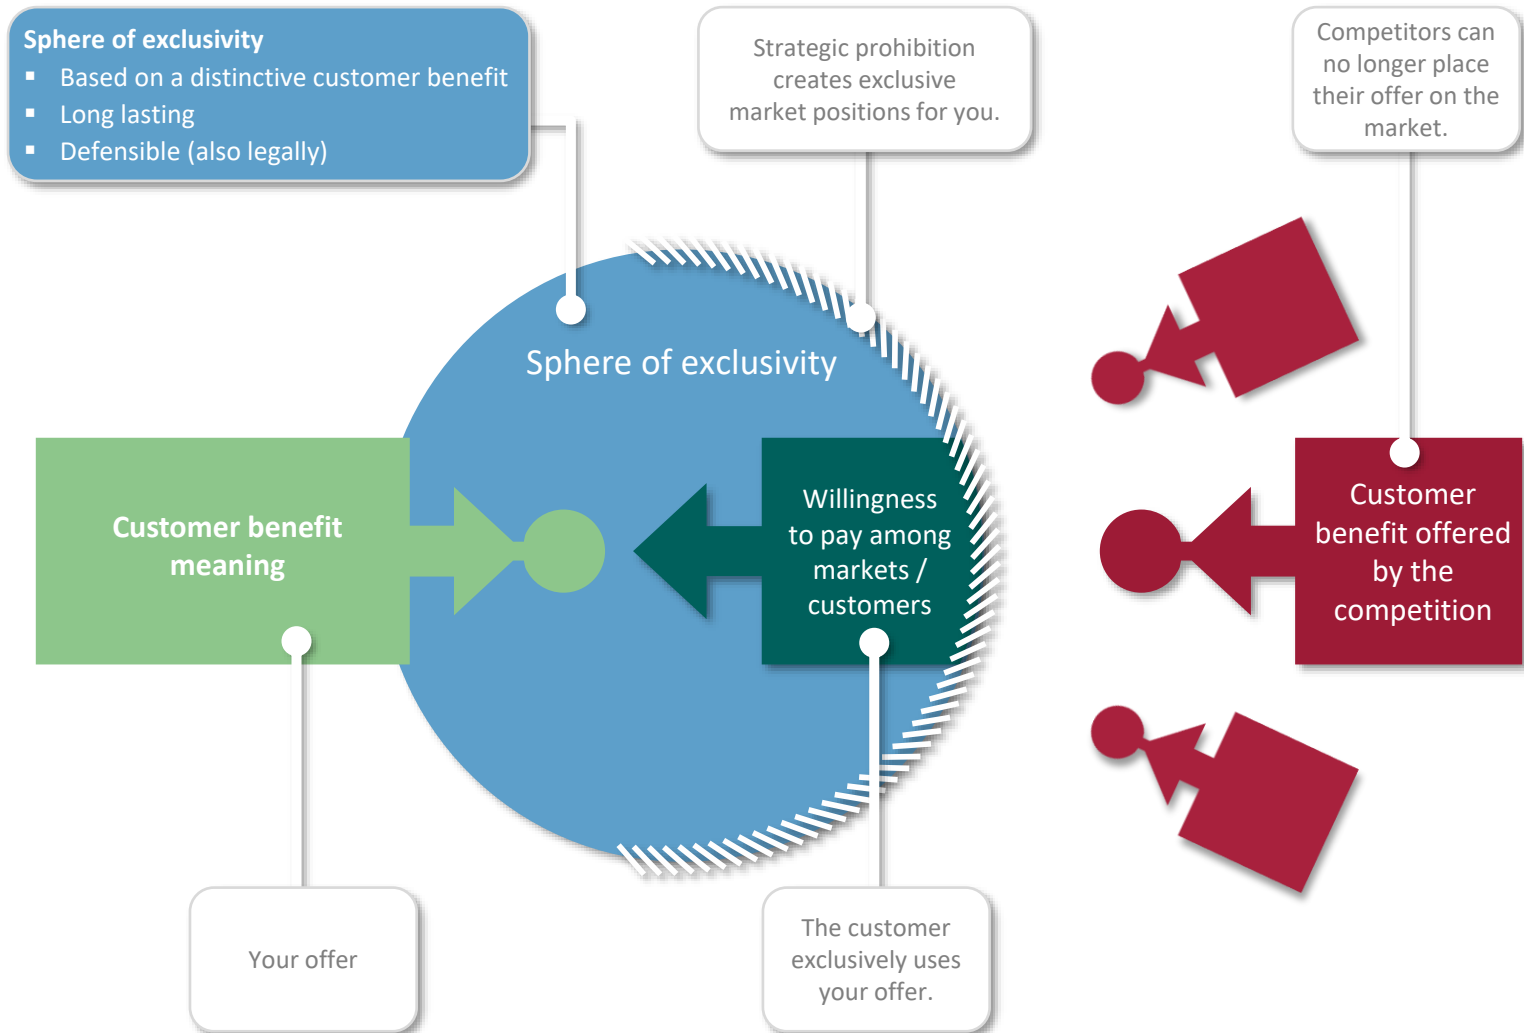 Sphere of exclusivity
▪ Based on a distinctive customer benefit
▪ Long lasting
▪ Defensible (also legally)
Strategic prohibition
creates exclusive
market positions for you.
Competitors can
no longer place
their offer on the
market.
Sphere of exclusivity
Customer benefit
meaning
Willingness
to pay among
markets /
customers
Customer
benefit offered
by the
competition
Your offer
The customer
exclusively uses
your offer.